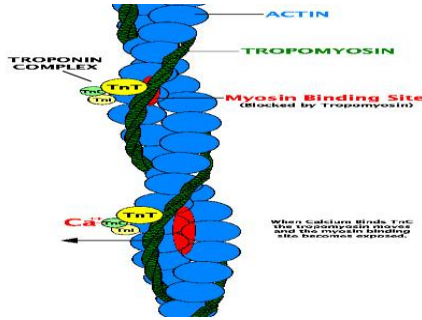 ACTIN
TROPOMYOSIN
TROPONIN
COMPLEX
TnT
TnC
TnI
Myosin Binding Site
(Blocked by Tropomyosin)
TnT
Ca++
TnC
TnI
When Calcium Binds TnC
the tropomyosin moves
and the myosin binding
site becomes exposed.